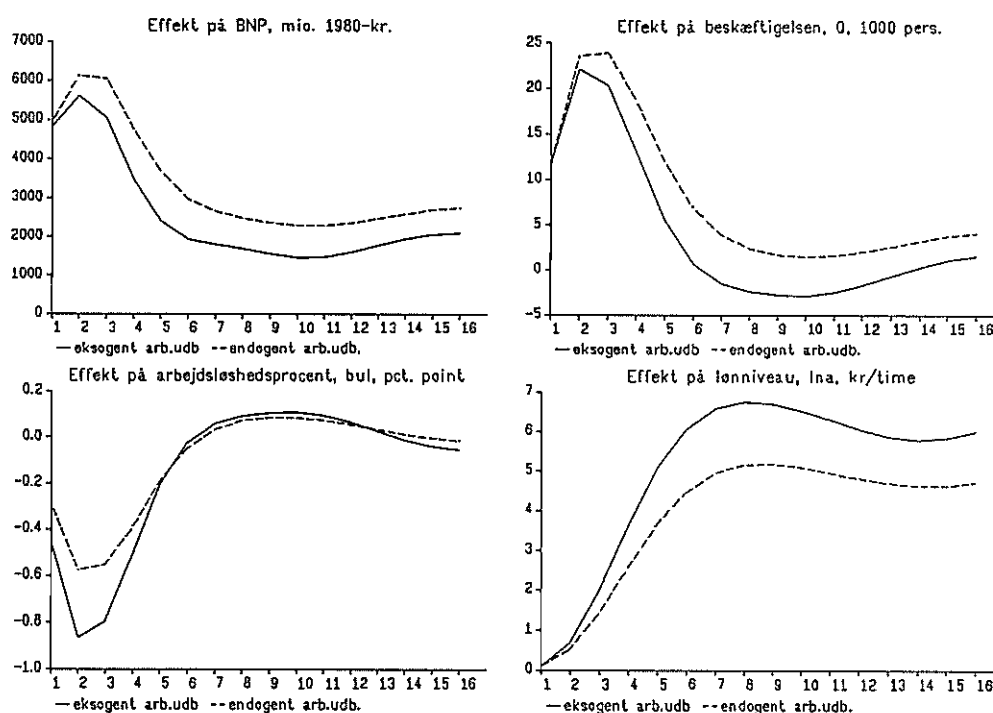 Effekt på BNP, mio. 1980-kr.
7000
6000
5000
4000
3000
2000
1000
0
1 2 3 4 5 6 7 8 9 10 11 12 13 14 15 16
eksogent arb.udb --endogent arb.udb.
Effekt på beskæftigelsen, Q, 1000 pers.
25
20
15
10
5
0
-5
1 2 3 4 5 6 7 8 9 10 11 12 13 14 15 16
eksogent arb.udb --endogent arb.udb.
Effekt på arbejdsløshedsprocent, bul, pct. point
0.2
0.0
-0.2
-0.4
-0.6
-0.8
-1.0
1 2 3 4 5 6 7 8 9 10 11 12 13 14 15 16
eksogent arb.udb --endogent arb.udb.
Effekt på lønniveau, lna, kr/time
7
6
5
4
3
2
1
0
1 2 3 4 5 6 7 8 9 10 11 12 13 14 15 16
eksogent arb.udb --endogent arb.udb.